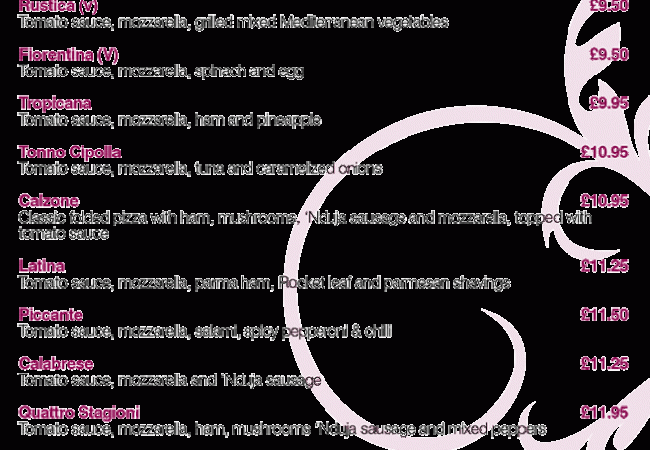 Rustica (v) £9.50
Tomato sauce, mozzarella, grilled mixed Mediterranean vegetables
Fiorentina (V) £9.50
Tomato sauce, mozzarella, spinach and egg
Tropicana £9.95
Tomato sauce, mozzarella, ham and pineapple
Tonno Cipolla £10.95
Tomato sauce, mozzarella, tuna and caramelized onions
Calzone £10.95
Classic folded pizza with ham, mushrooms, 'Nduja sausage and mozzarella, topped with
tomato sauce
Latina £11.25
Tomato sauce, mozzarella, parma ham, Rocket leaf and parmesan shavings
Piccante £11.50
Tomato sauce, mozzarella, salami, spicy pepperoni & chilli
Calabrese £11.25
Tomato sauce, mozzarella and 'Nduja sausage
Quattro Stagioni £11.95
Tomato sauce, mozzarella, ham, mushrooms 'Nduja sausage and mixed peppers